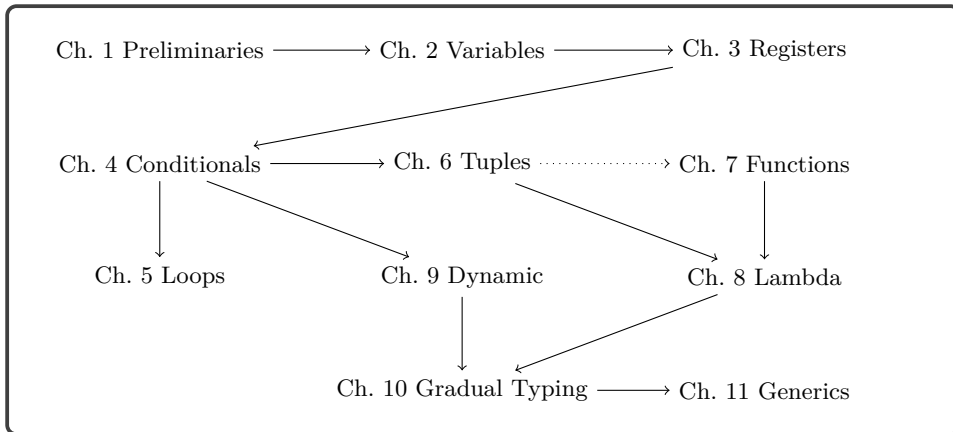 Ch. 1 Preliminaries Ch. 2 Variables Ch. 3 Registers
Ch. 4 Conditionals Ch. 6 Tuples Ch. 7 Functions
Ch. 5 Loops Ch. 9 Dynamic Ch. 8 Lambda
Ch. 10 Gradual Typing Ch. 11 Generics